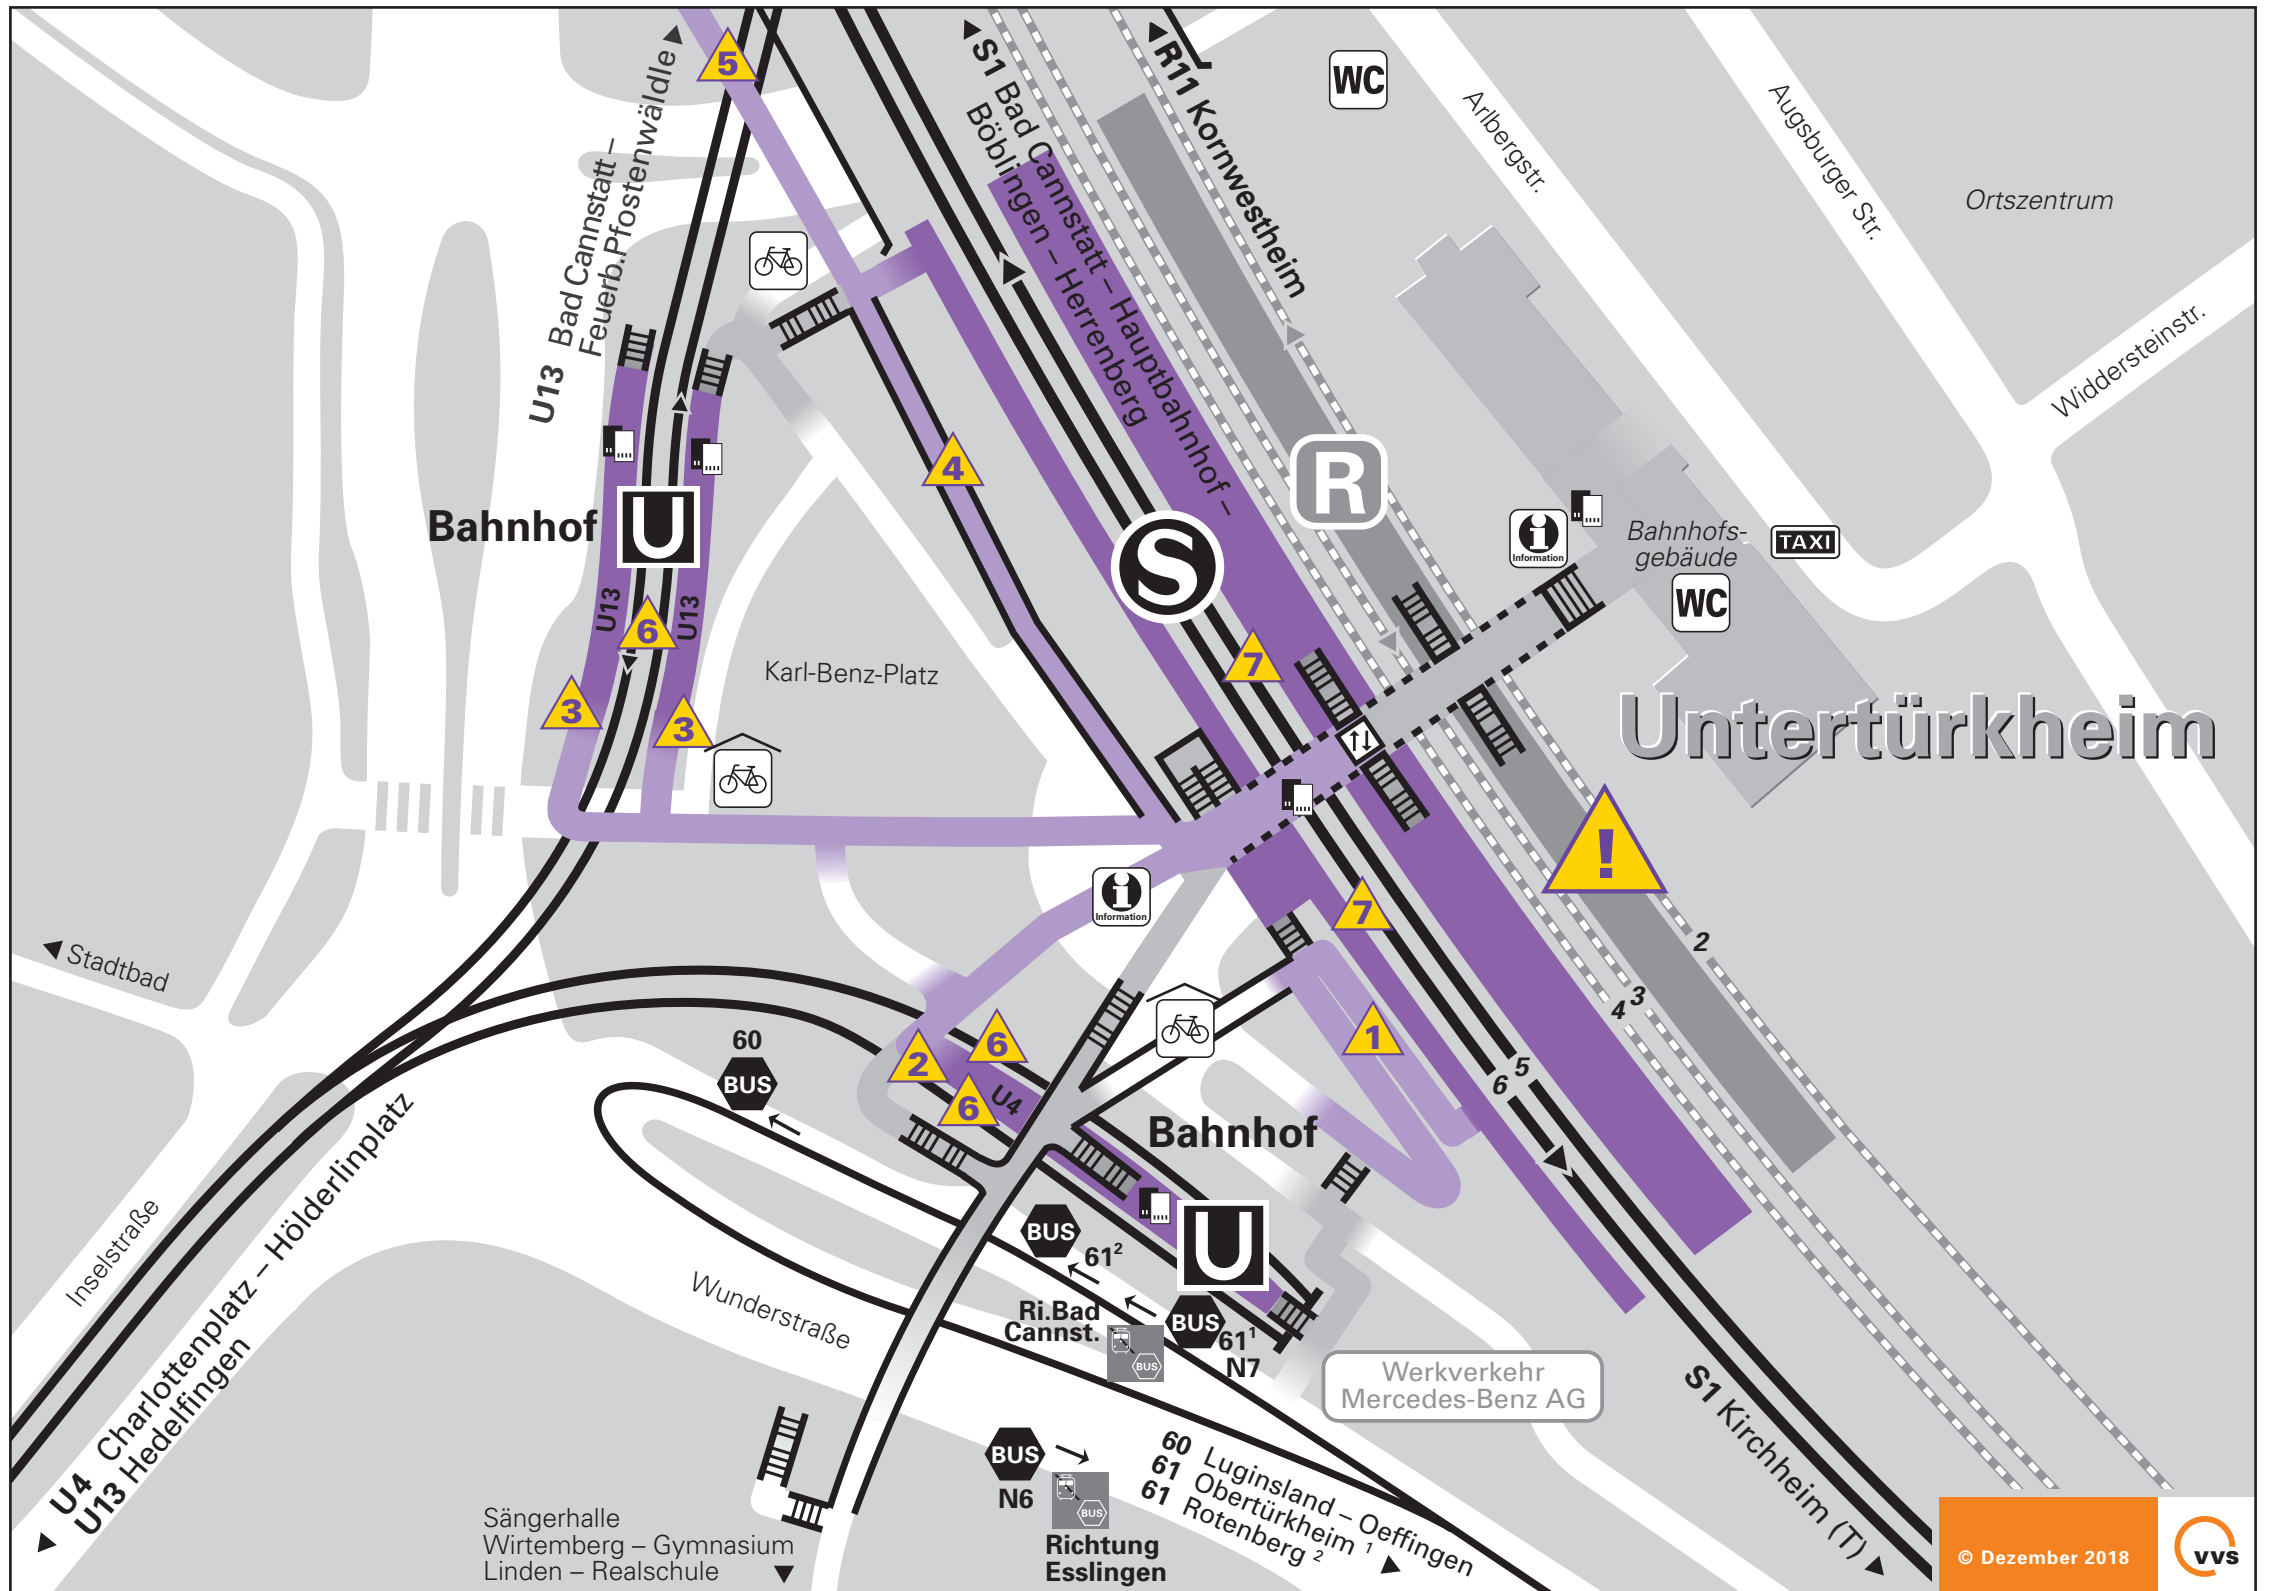 5
U13 Bad Cannstatt –
Feuerb.Pfostenwäldle
S1 Bad Cannstatt – Hauptbahnhof –
Böblingen – Herrenberg
R11 Kornwestheim
WC
Arlbergstr.
Augsburger Str.
Ortszentrum
Widdersteinstr.
4
R
Bahnhof
U
S
U13
U13
6
3
3
7
Karl-Benz-Platz
Information
Bahnhofs-
gebäude
TAXI
WC
Untertürkheim
!
Information
7
2
3
4
5
6
1
Stadtbad
60
BUS
2
6
6
U4
Bahnhof
U
BUS
61²
Ri.Bad
Cannst.
BUS
BUS
61¹
N7
Inselstraße
Wunderstraße
U4 Charlottenplatz – Hölderlinplatz
U13 Hedelfingen
Werkverkehr
Mercedes-Benz AG
S1 Kirchheim (T)
BUS
N6
BUS
Richtung
Esslingen
60 Luginsland – Oeffingen
61 Obertürkheim ¹
61 Rotenberg ²
Sängerhalle
Wirtemberg – Gymnasium
Linden – Realschule
© Dezember 2018
vvs